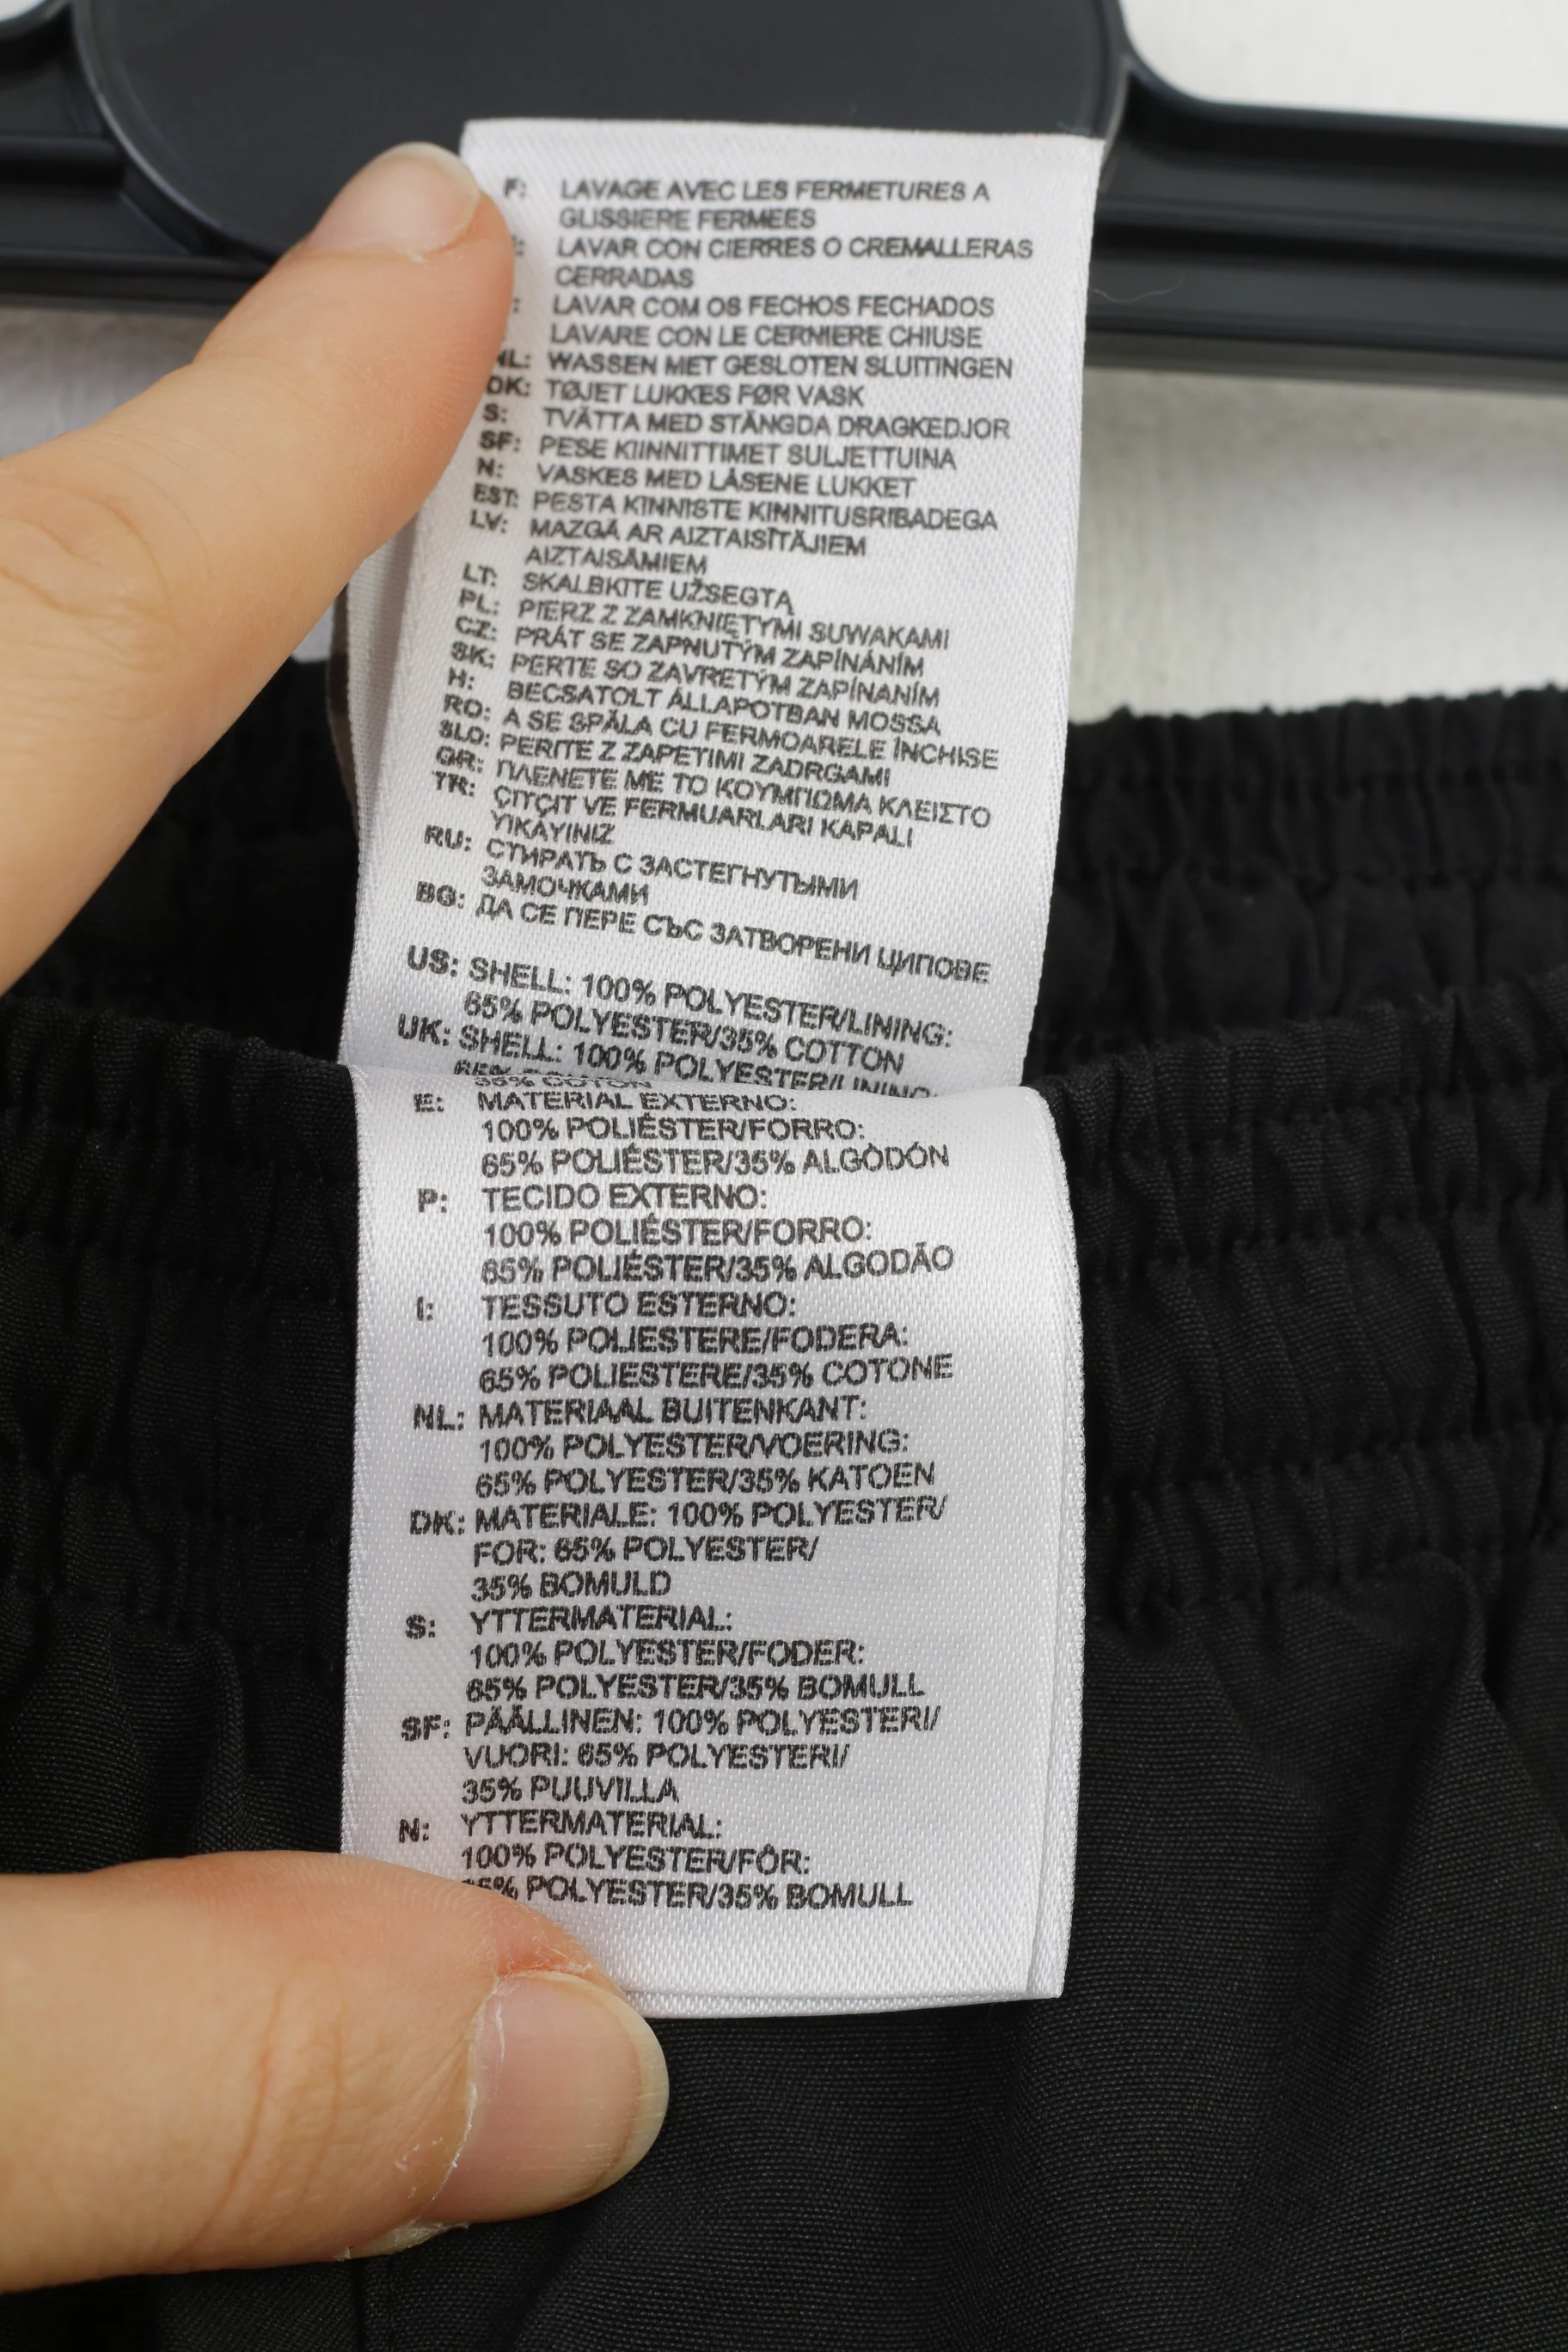 F: LAVAGE AVEC LES FERMETURES A
GLISSIERE FERMEES
: LAVAR CON CIERRES O CREMALLERAS
CERRADAS
: LAVAR COM OS FECHOS FECHADOS
LAVARE CON LE CERNIERE CHIUSE
NL: WASSEN MET GESLOTEN SLUITINGEN
DK: TØJET LUKKES FØR VASK
S: TVÄTTA MED STÄNGDA DRAGKEDJOR
SF: PESE KIINNITTIMET SULJETTUINA
N: VASKES MED LÅSENE LUKKET
EST: PESTA KINNISTE KINNITUSRIBADEGA
LV: MAZGĀ AR AIZTAISĪTĀJIEM
AIZTAISĀMIEM
LT: SKALBKITE UŽSEGTĄ
PL: PIERZ Z ZAMKNIĘTYMI SUWAKAMI
CZ: PRÁT SE ZAPNUTÝM ZAPÍNÁNÍM
SK: PERTE SO ZAVRETÝM ZAPÍNANÍM
H: BECSATOLT ÁLLAPOTBAN MOSSA
RO: A SE SPĂLA CU FERMOARELE ÎNCHISE
SLO: PERITE Z ZAPETIMI ZADRGAMI
GR: ΠΛΕΝΕΤΕ ΜΕ ΤΟ ΚΟΥΜΠΩΜΑ ΚΛΕΙΣΤΟ
TR: ÇITÇIT VE FERMUARLARI KAPALI
YIKAYINIZ
RU: СТИРАТЬ С ЗАСТЕГНУТЫМИ
ЗАМОЧКАМИ
BG: ДА СЕ ПЕРЕ СЪС ЗАТВОРЕНИ ЦИПОВЕ
US: SHELL: 100% POLYESTER/LINING:
65% POLYESTER/35% COTTON
UK: SHELL: 100% POLYESTER/LINING:
65%
35% COTON
E: MATERIAL EXTERNO:
100% POLIÉSTER/FORRO:
65% POLIÉSTER/35% ALGODÓN
P: TECIDO EXTERNO:
100% POLIÉSTER/FORRO:
65% POLIÉSTER/35% ALGODÃO
I: TESSUTO ESTERNO:
100% POLIESTERE/FODERA:
65% POLIESTERE/35% COTONE
NL: MATERIAAL BUITENKANT:
100% POLYESTER/VOERING:
65% POLYESTER/35% KATOEN
DK: MATERIALE: 100% POLYESTER/
FOR: 65% POLYESTER/
35% BOMULD
S: YTTERMATERIAL:
100% POLYESTER/FODER:
65% POLYESTER/35% BOMULL
SF: PÄÄLLINEN: 100% POLYESTERI/
VUORI: 65% POLYESTERI/
35% PUUVILLA
N: YTTERMATERIAL:
100% POLYESTER/FÔR:
65% POLYESTER/35% BOMULL